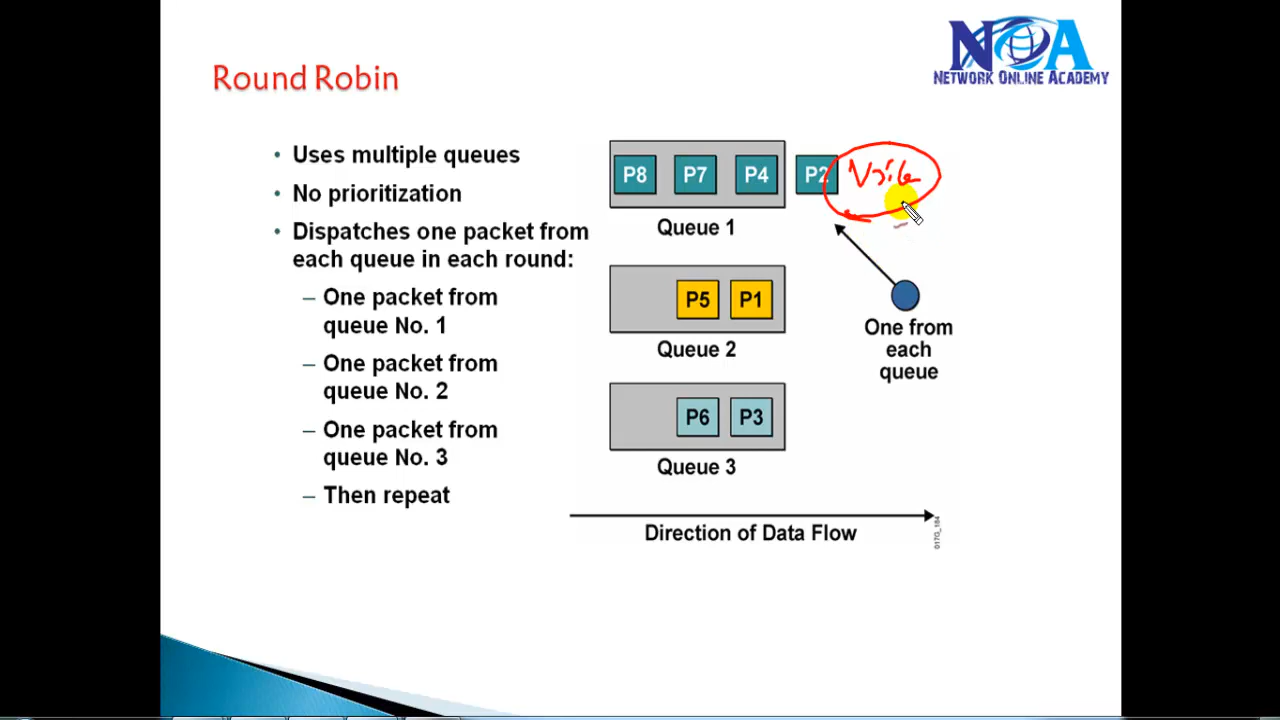 NOA
NETWORK ONLINE ACADEMY
Round Robin
• Uses multiple queues
• No prioritization
• Dispatches one packet from
each queue in each round:
– One packet from
queue No. 1
– One packet from
queue No. 2
– One packet from
queue No. 3
– Then repeat
P8 P7 P4 P2
Queue 1
P5 P1
Queue 2
P6 P3
Queue 3
One from
each
queue
Direction of Data Flow
017G_184